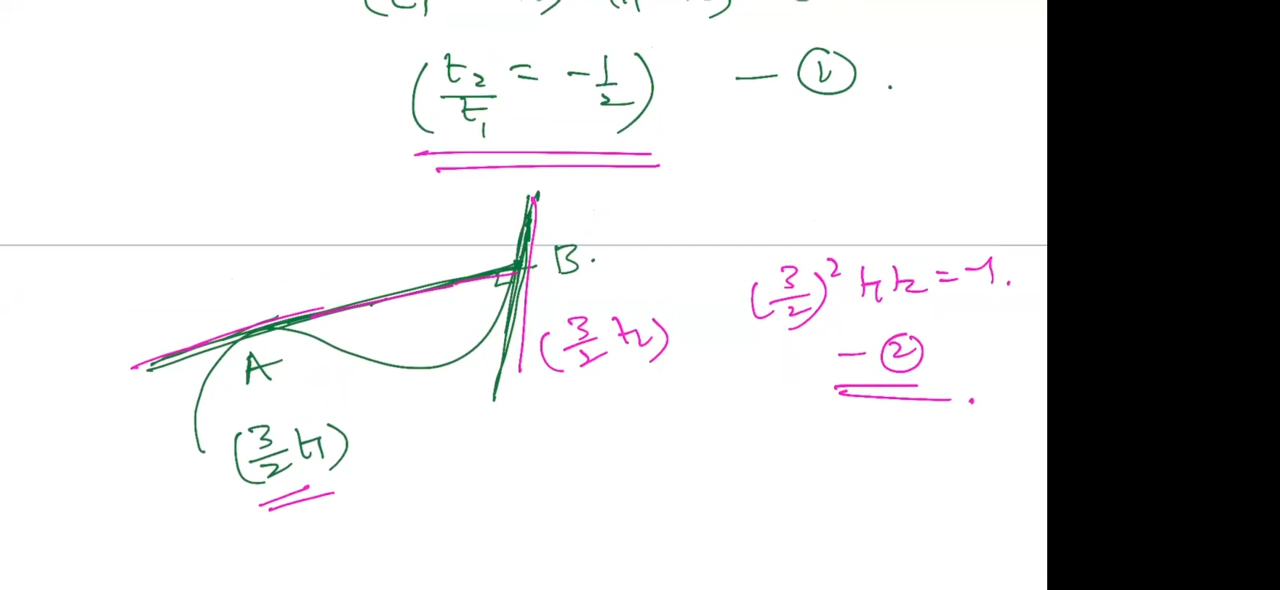 (t₂/t₁ = -1/2) — ①.
B.
(3/2)² t₁t₂ = -1.
(3/2 t₂)
— ②.
A
(3/2 t₁)